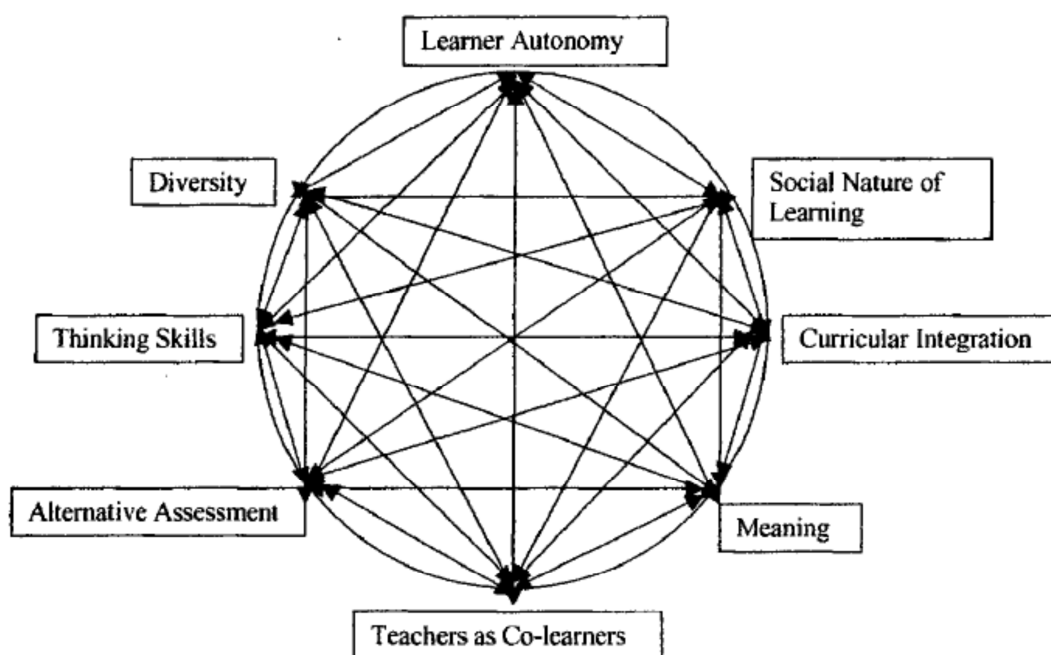 Learner Autonomy
Diversity
Social Nature of
Learning
Thinking Skills
Curricular Integration
Alternative Assessment
Meaning
Teachers as Co-learners